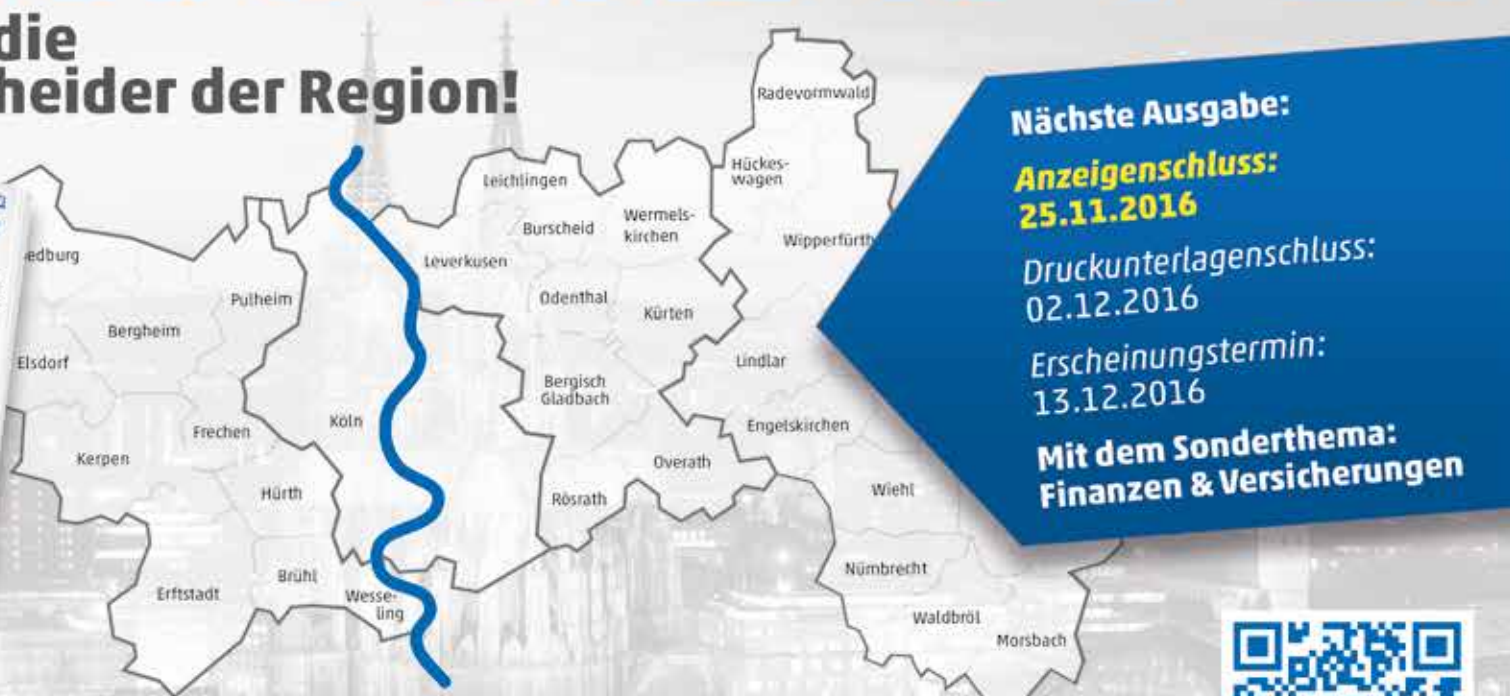 die
heider der Region!
Nächste Ausgabe:
Anzeigenschluss:
25.11.2016
Druckunterlagenschluss:
02.12.2016
Erscheinungstermin:
13.12.2016
Mit dem Sonderthema:
Finanzen & Versicherungen
Radevormwald
Hückes-
wagen
Leichlingen
Burscheid
Wermels-
kirchen
Wipperfürth
edburg
Leverkusen
Pulheim
Odenthal
Kürten
Bergheim
Elsdorf
Lindlar
Bergisch
Gladbach
Köln
Engelskirchen
Frechen
Kerpen
Overath
Hürth
Rösrath
Wiehl
Nümbrecht
Brühl
Erftstadt
Wesse-
ling
Waldbröl
Morsbach